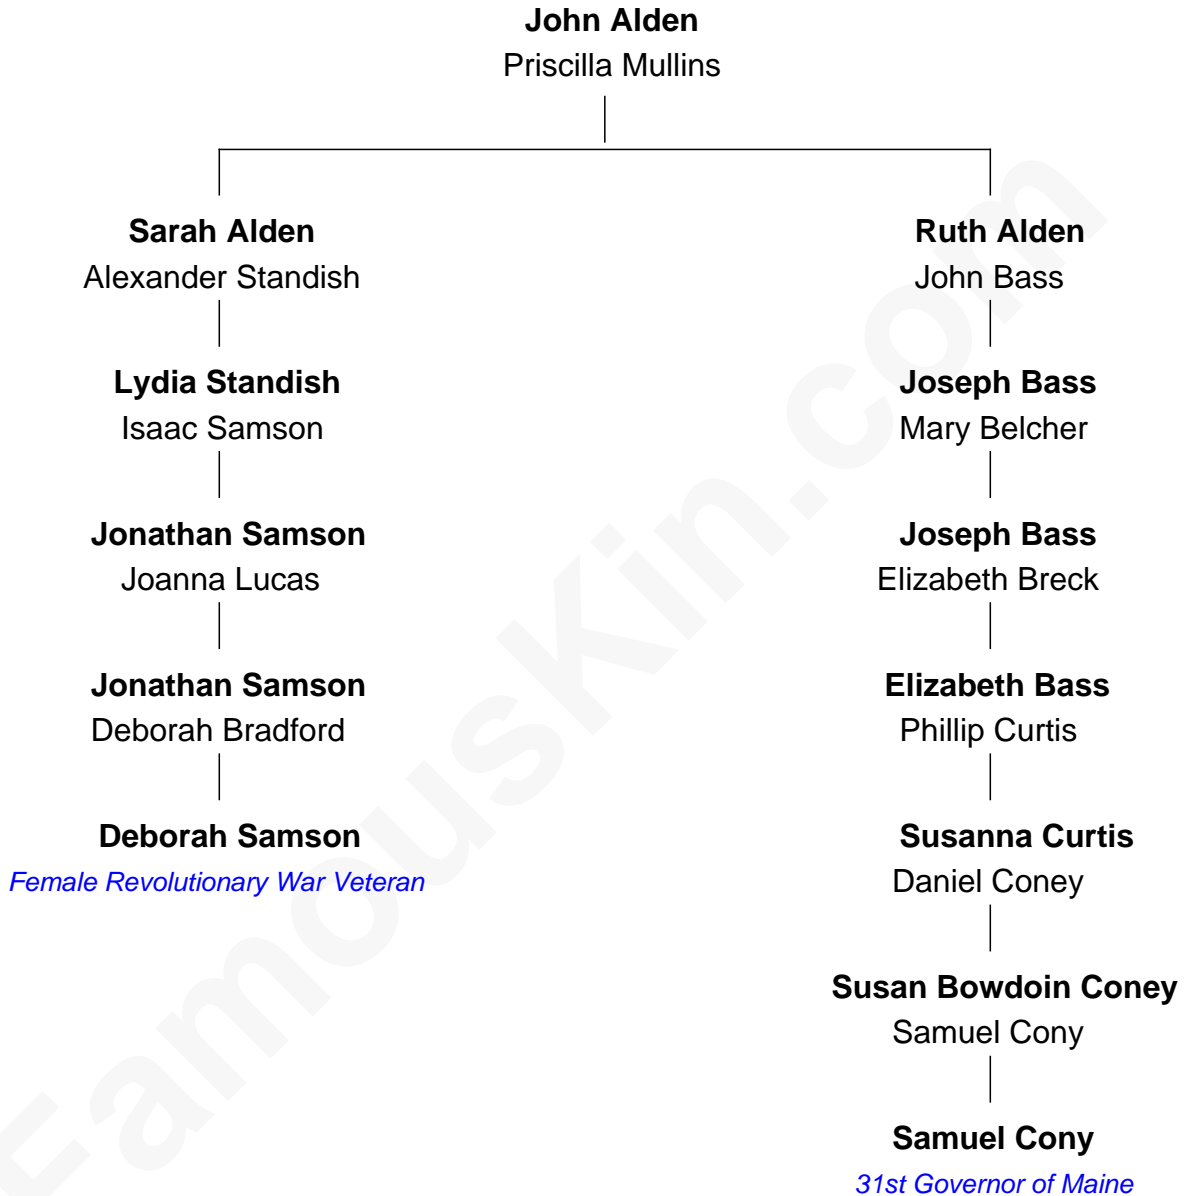 John Alden
Priscilla Mullins
Sarah Alden
Alexander Standish
Ruth Alden
John Bass
Lydia Standish
Isaac Samson
Joseph Bass
Mary Belcher
Jonathan Samson
Joanna Lucas
Joseph Bass
Elizabeth Breck
Jonathan Samson
Deborah Bradford
Elizabeth Bass
Phillip Curtis
Deborah Samson
Female Revolutionary War Veteran
Susanna Curtis
Daniel Coney
Susan Bowdoin Coney
Samuel Cony
Samuel Cony
31st Governor of Maine
FamousKin.com